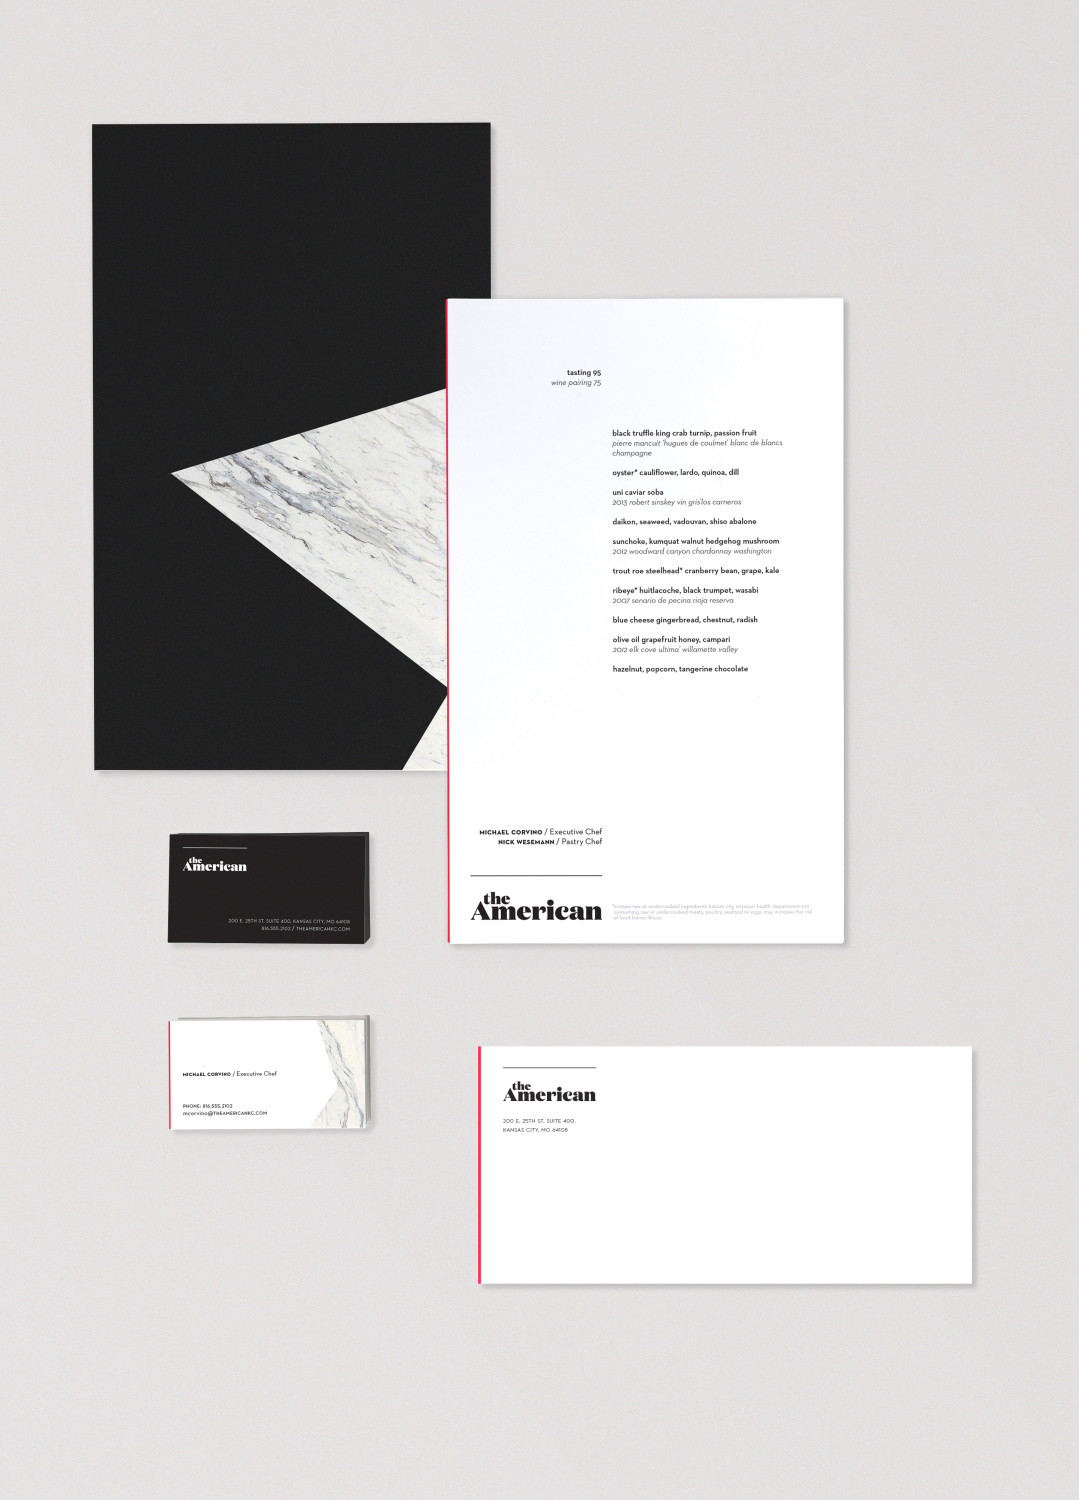 tasting 95
wine pairing 75
black truffle king crab turnip, passion fruit
pierre mancuit 'hugues de coulmet' blanc de blancs
champagne
oyster* cauliflower, lardo, quinoa, dill
uni caviar soba
2013 robert sinskey vin gris'los carneros
daikon, seaweed, vadouvan, shiso abalone
sunchoke, kumquat walnut hedgehog mushroom
2012 woodward canyon chardonnay washington
trout roe steelhead* cranberry bean, grape, kale
ribeye* huitlacoche, black trumpet, wasabi
2007 senario de pecina rioja reserva
blue cheese gingerbread, chestnut, radish
olive oil grapefruit honey, campari
2012 elk cove ultima' willamette valley
hazelnut, popcorn, tangerine chocolate
MICHAEL CORVINO / Executive Chef
NICK WESEMANN / Pastry Chef
the
American
raw or undercooked ingredients kansas city, missouri health department
consuming raw or undercooked meats, poultry, seafood or eggs may increase the risk
of food borne illness
the
American
200 E. 25TH ST. SUITE 400, KANSAS CITY, MO 64108
816.555.2102 / THEAMERICANKC.COM
MICHAEL CORVINO / Executive Chef
PHONE: 816.555.2102
mcorvino@THEAMERICANKC.COM
the
American
200 E. 25TH ST. SUITE 400
KANSAS CITY, MO 64108